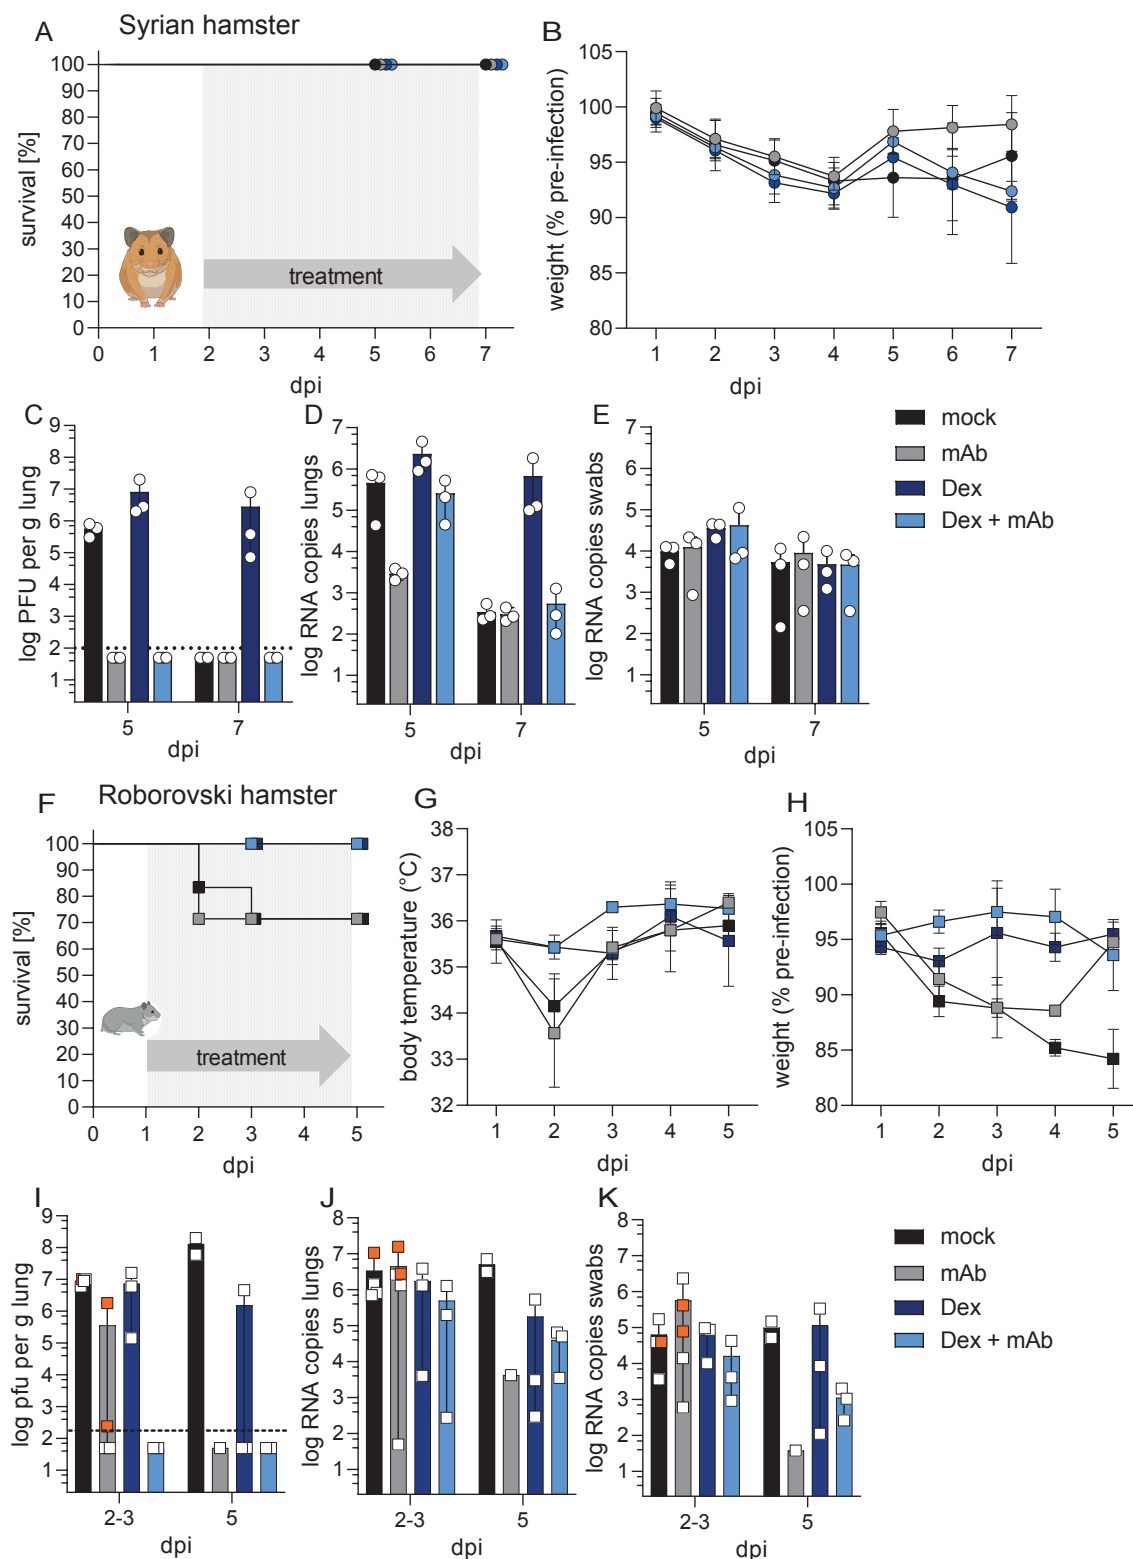 A Syrian hamster
survival [%]
100
90
80
70
60
50
40
30
20
10
0
treatment
0 1 2 3 4 5 6 7
dpi
B
weight (% pre-infection)
105
100
95
90
85
80
1 2 3 4 5 6 7
dpi
C
log PFU per g lung
9
8
7
6
5
4
3
2
1
5 7
dpi
D
log RNA copies lungs
7
6
5
4
3
2
1
5 7
dpi
E
log RNA copies swabs
7
6
5
4
3
2
1
5 7
dpi
mock
mAb
Dex
Dex + mAb
F Roborovski hamster
survival [%]
100
90
80
70
60
50
40
30
20
10
0
treatment
0 1 2 3 4 5
dpi
G
body temperature (°C)
38
37
36
35
34
33
32
1 2 3 4 5
dpi
H
weight (% pre-infection)
105
100
95
90
85
80
1 2 3 4 5
dpi
I
log pfu per g lung
9
8
7
6
5
4
3
2
1
2-3 5
dpi
J
log RNA copies lungs
8
7
6
5
4
3
2
1
2-3 5
dpi
K
log RNA copies swabs
8
7
6
5
4
3
2
1
2-3 5
dpi
mock
mAb
Dex
Dex + mAb